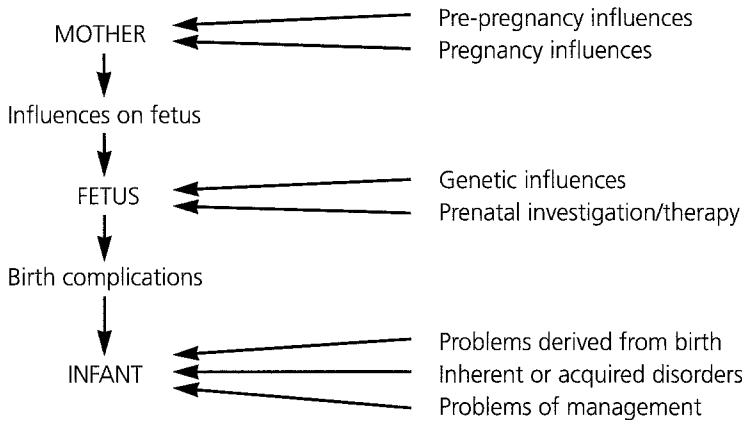 MOTHER
Pre-pregnancy influences
Pregnancy influences
Influences on fetus
FETUS
Genetic influences
Prenatal investigation/therapy
Birth complications
INFANT
Problems derived from birth
Inherent or acquired disorders
Problems of management